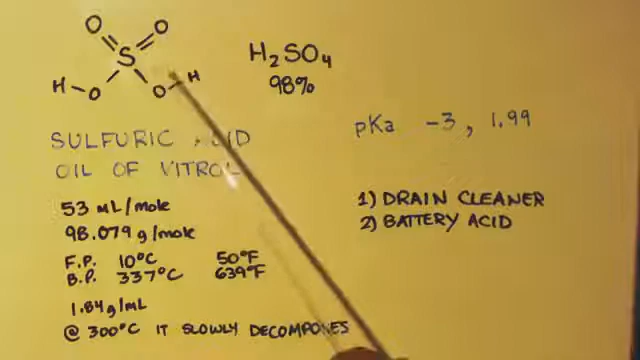 O O
S
H O O H
H₂SO₄
98%
pKa -3, 1.99
SULFURIC ACID
OIL OF VITROL
53 mL/mole
98.079 g/mole
F.P. 10°C 50°F
B.P. 337°C 639°F
1.84 g/mL
@ 300°C IT SLOWLY DECOMPOSES
1) DRAIN CLEANER
2) BATTERY ACID